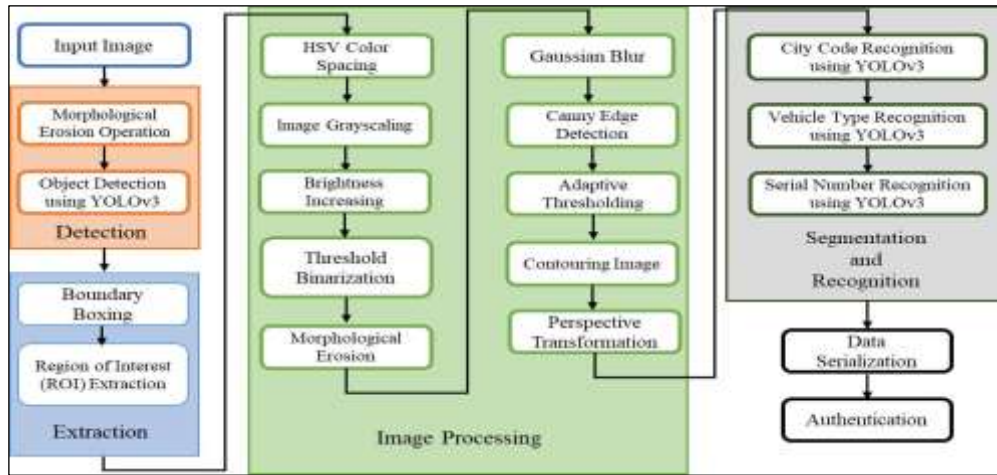 Input Image
Morphological
Erosion Operation
Object Detection
using YOLOv3
Detection
Boundary
Boxing
Region of Interest
(ROI) Extraction
Extraction
HSV Color
Spacing
Image Grayscaling
Brightness
Increasing
Threshold
Binarization
Morphological
Erosion
Gaussian Blur
Canny Edge
Detection
Adaptive
Thresholding
Contouring Image
Perspective
Transformation
Image Processing
City Code Recognition
using YOLOv3
Vehicle Type Recognition
using YOLOv3
Serial Number Recognition
using YOLOv3
Segmentation
and
Recognition
Data
Serialization
Authentication